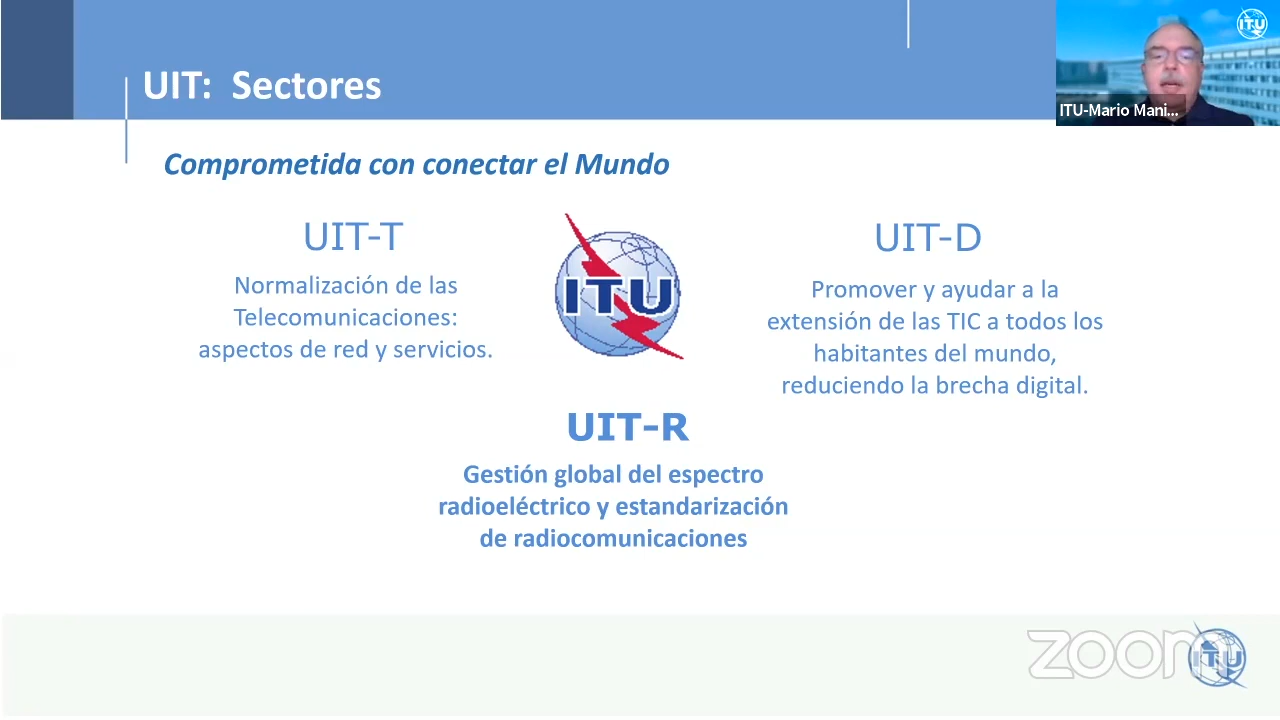 UIT: Sectores
ITU
ITU-Mario Mani...
Comprometida con conectar el Mundo
UIT-T
Normalización de las
Telecomunicaciones:
aspectos de red y servicios.
ITU
UIT-D
Promover y ayudar a la
extensión de las TIC a todos los
habitantes del mundo,
reduciendo la brecha digital.
UIT-R
Gestión global del espectro
radioeléctrico y estandarización
de radiocomunicaciones
zoom
ITU